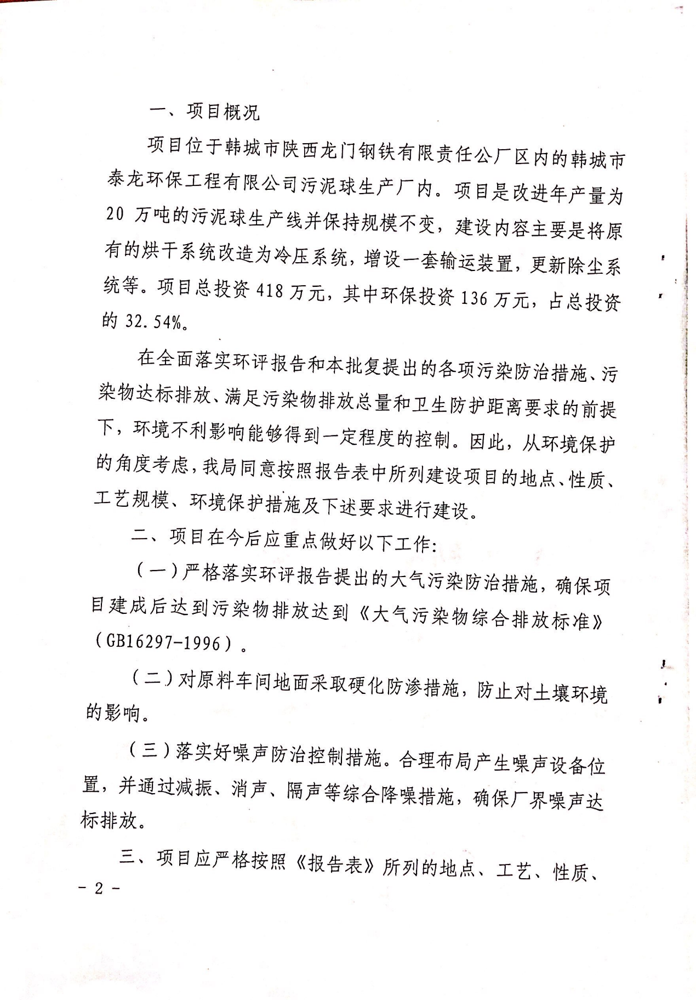 一、项目概况
项目位于韩城市陕西龙门钢铁有限责任公厂区内的韩城市
泰龙环保工程有限公司污泥球生产厂内。项目是改进年产量为
20 万吨的污泥球生产线并保持规模不变，建设内容主要是将原
有的烘干系统改造为冷压系统，增设一套输运装置，更新除尘系
统等。项目总投资 418 万元，其中环保投资 136 万元，占总投资
的 32.54%。
在全面落实环评报告和本批复提出的各项污染防治措施、污
染物达标排放、满足污染物排放总量和卫生防护距离要求的前提
下，环境不利影响能够得到一定程度的控制。因此，从环境保护
的角度考虑，我局同意按照报告表中所列建设项目的地点、性质、
工艺规模、环境保护措施及下述要求进行建设。
二、项目在今后应重点做好以下工作：
（一）严格落实环评报告提出的大气污染防治措施，确保项
目建成后达到污染物排放达到《大气污染物综合排放标准》
（GB16297-1996）。
（二）对原料车间地面采取硬化防渗措施，防止对土壤环境
的影响。
（三）落实好噪声防治控制措施。合理布局产生噪声设备位
置，并通过减振、消声、隔声等综合降噪措施，确保厂界噪声达
标排放。
三、项目应严格按照《报告表》所列的地点、工艺、性质、
- 2 -